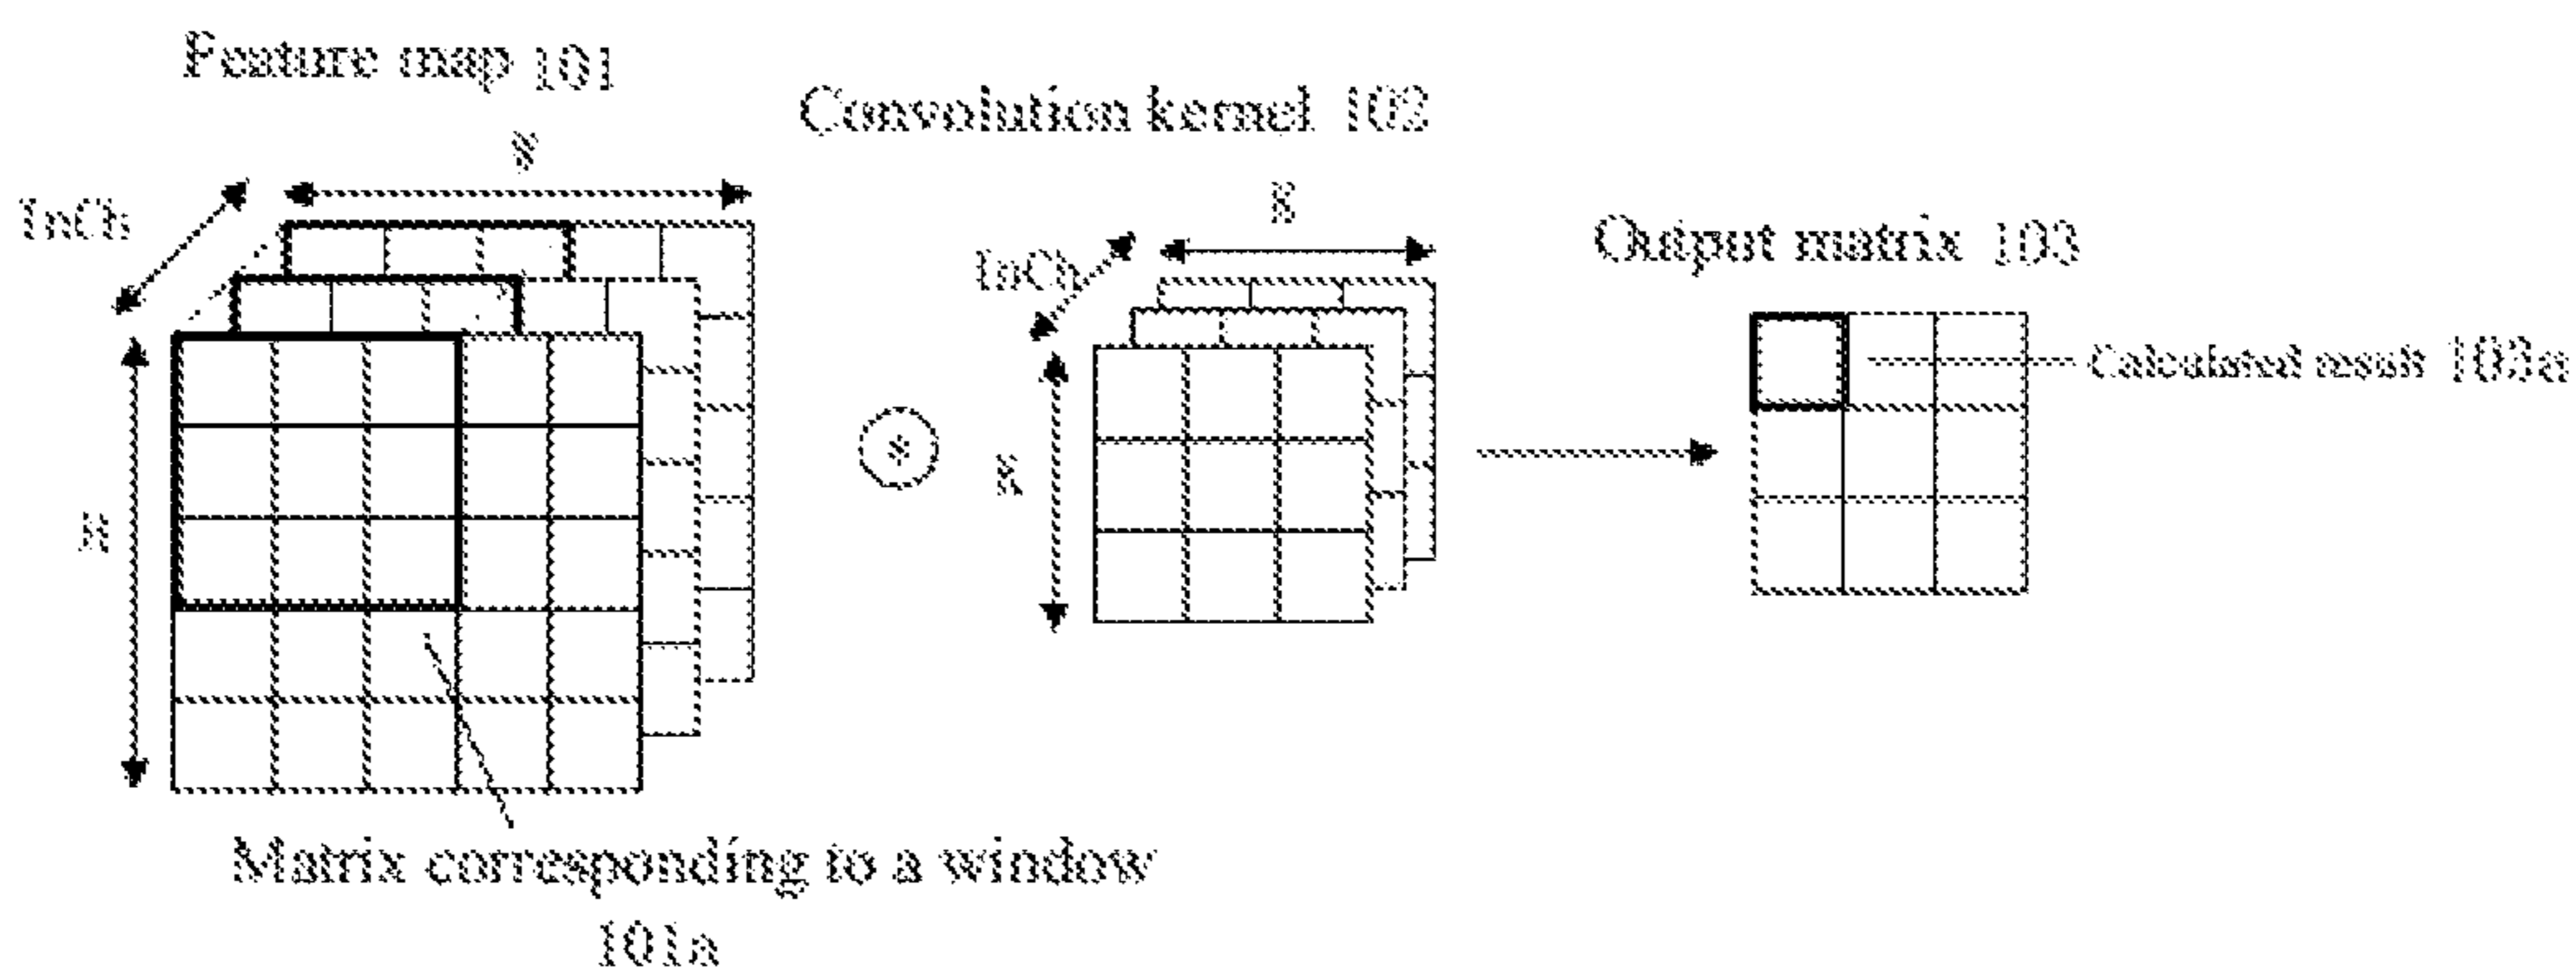 Feature map 101
Convolution kernel 102
InCh
InCh
Output matrix 103
Calculated result 103a
Matrix corresponding to a window
101a